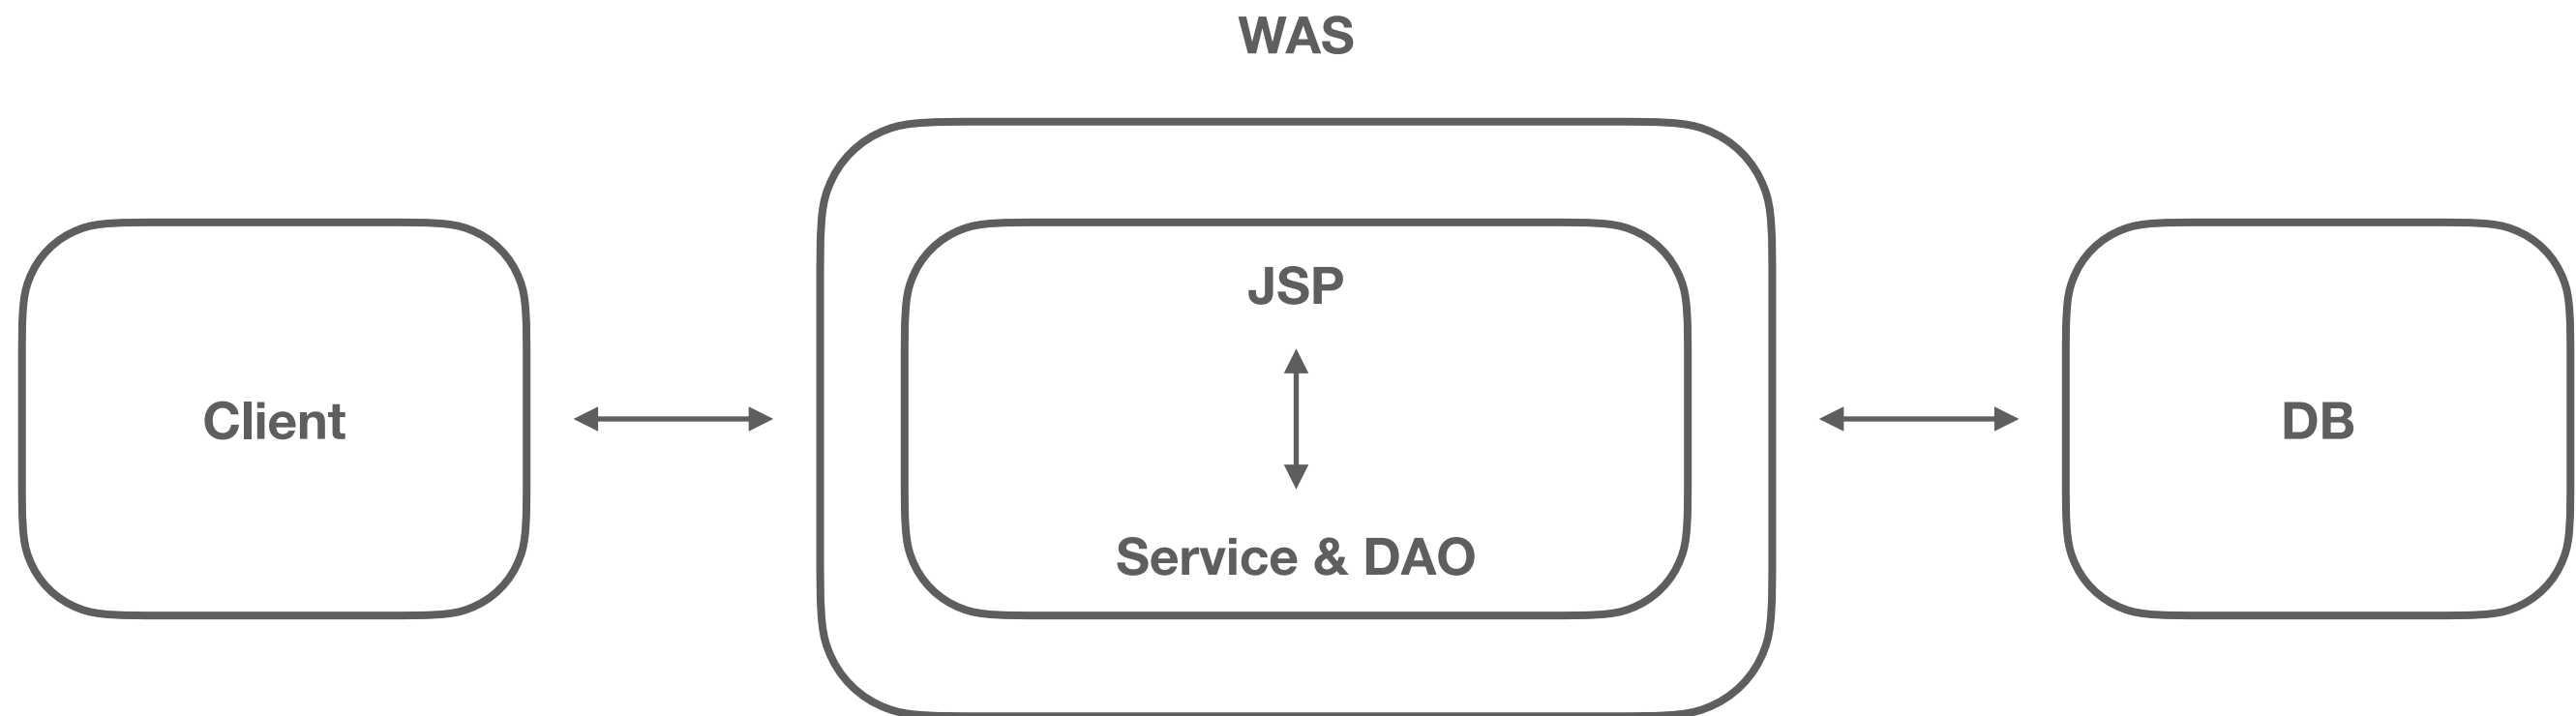 WAS
Client
JSP
Service & DAO
DB